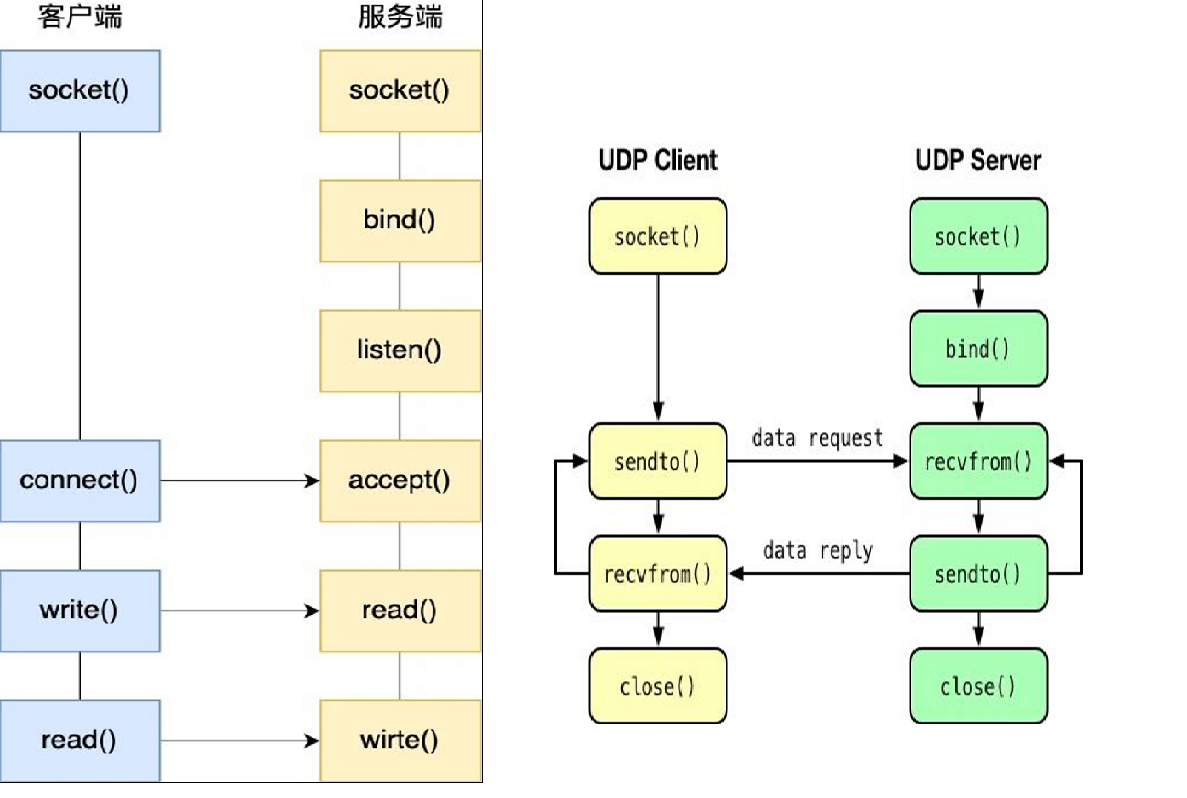 客户端
服务端
socket()
socket()
bind()
listen()
connect()
accept()
write()
read()
read()
wirte()
UDP Client
UDP Server
socket()
socket()
bind()
data request
sendto()
recvfrom()
data reply
recvfrom()
sendto()
close()
close()